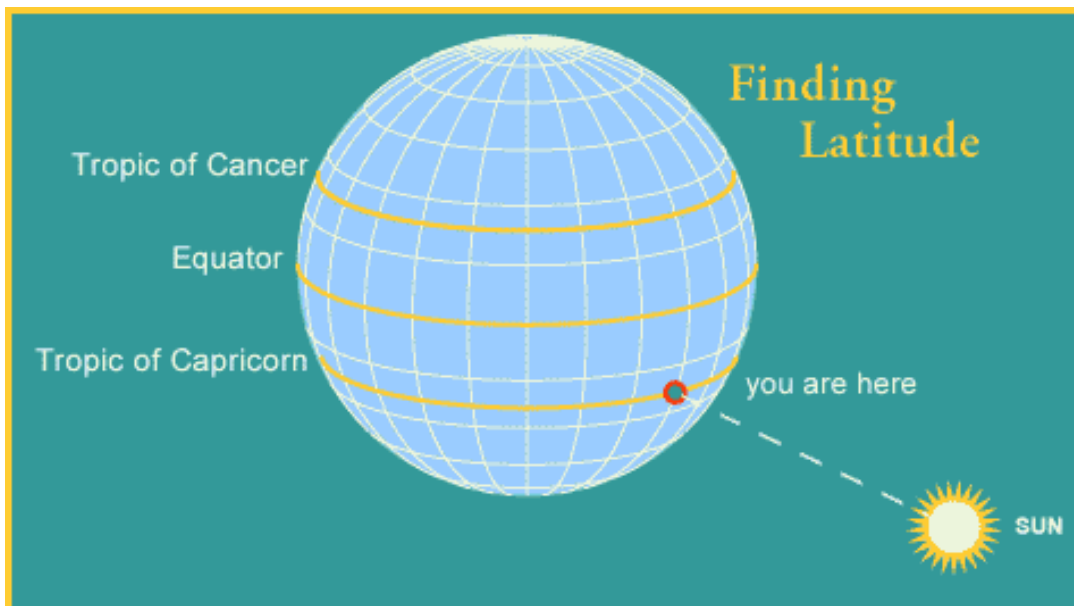 Finding
Latitude
Tropic of Cancer
Equator
Tropic of Capricorn
you are here
SUN